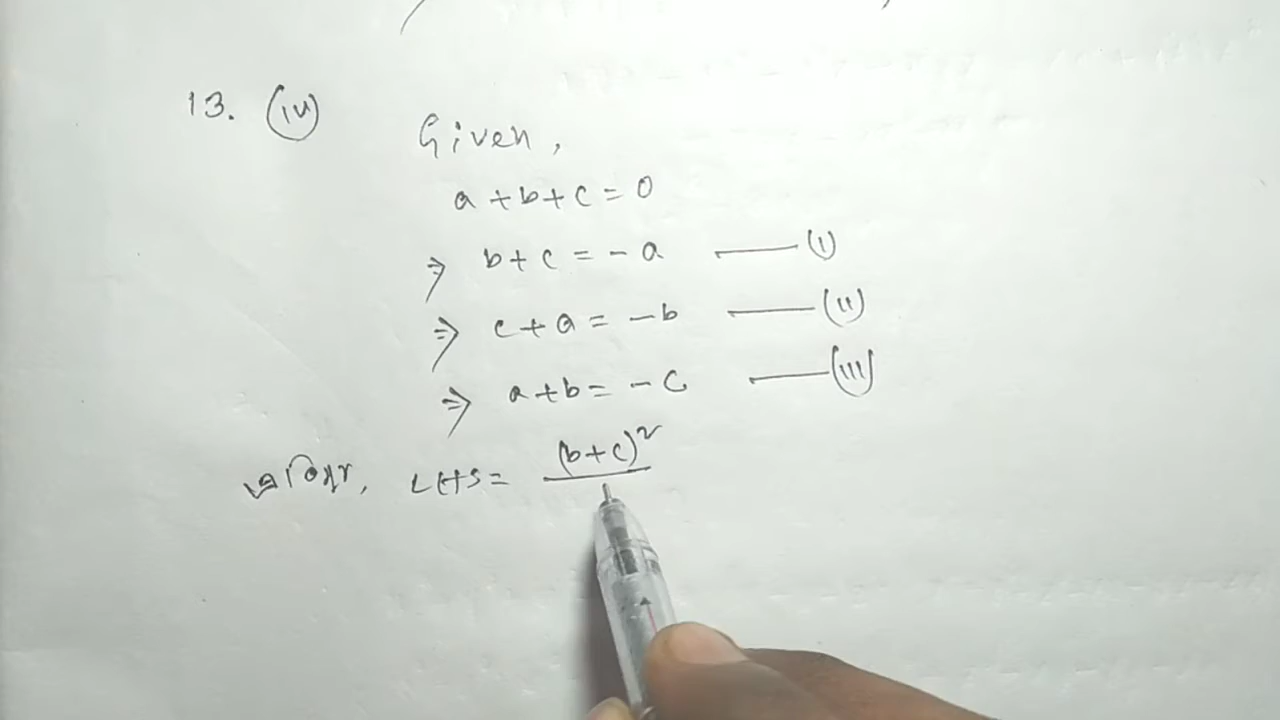 13. (iv)
Given,
a + b + c = 0
⇒ b + c = - a —— (i)
⇒ c + a = - b —— (ii)
⇒ a + b = - c —— (iii)
LHS = (b+c)²